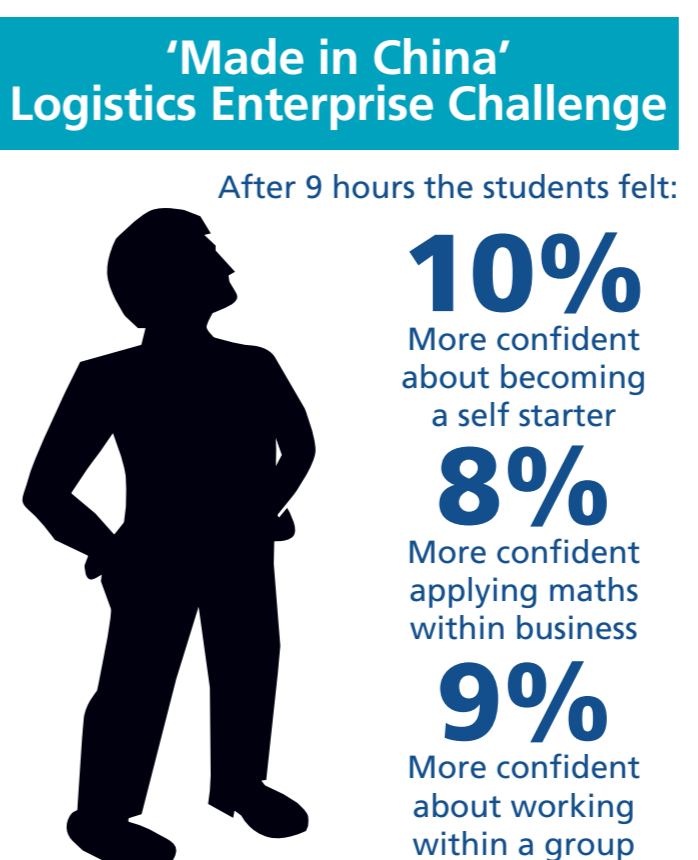 ‘Made in China’
Logistics Enterprise Challenge
After 9 hours the students felt:
10%
More confident
about becoming
a self starter
8%
More confident
applying maths
within business
9%
More confident
about working
within a group